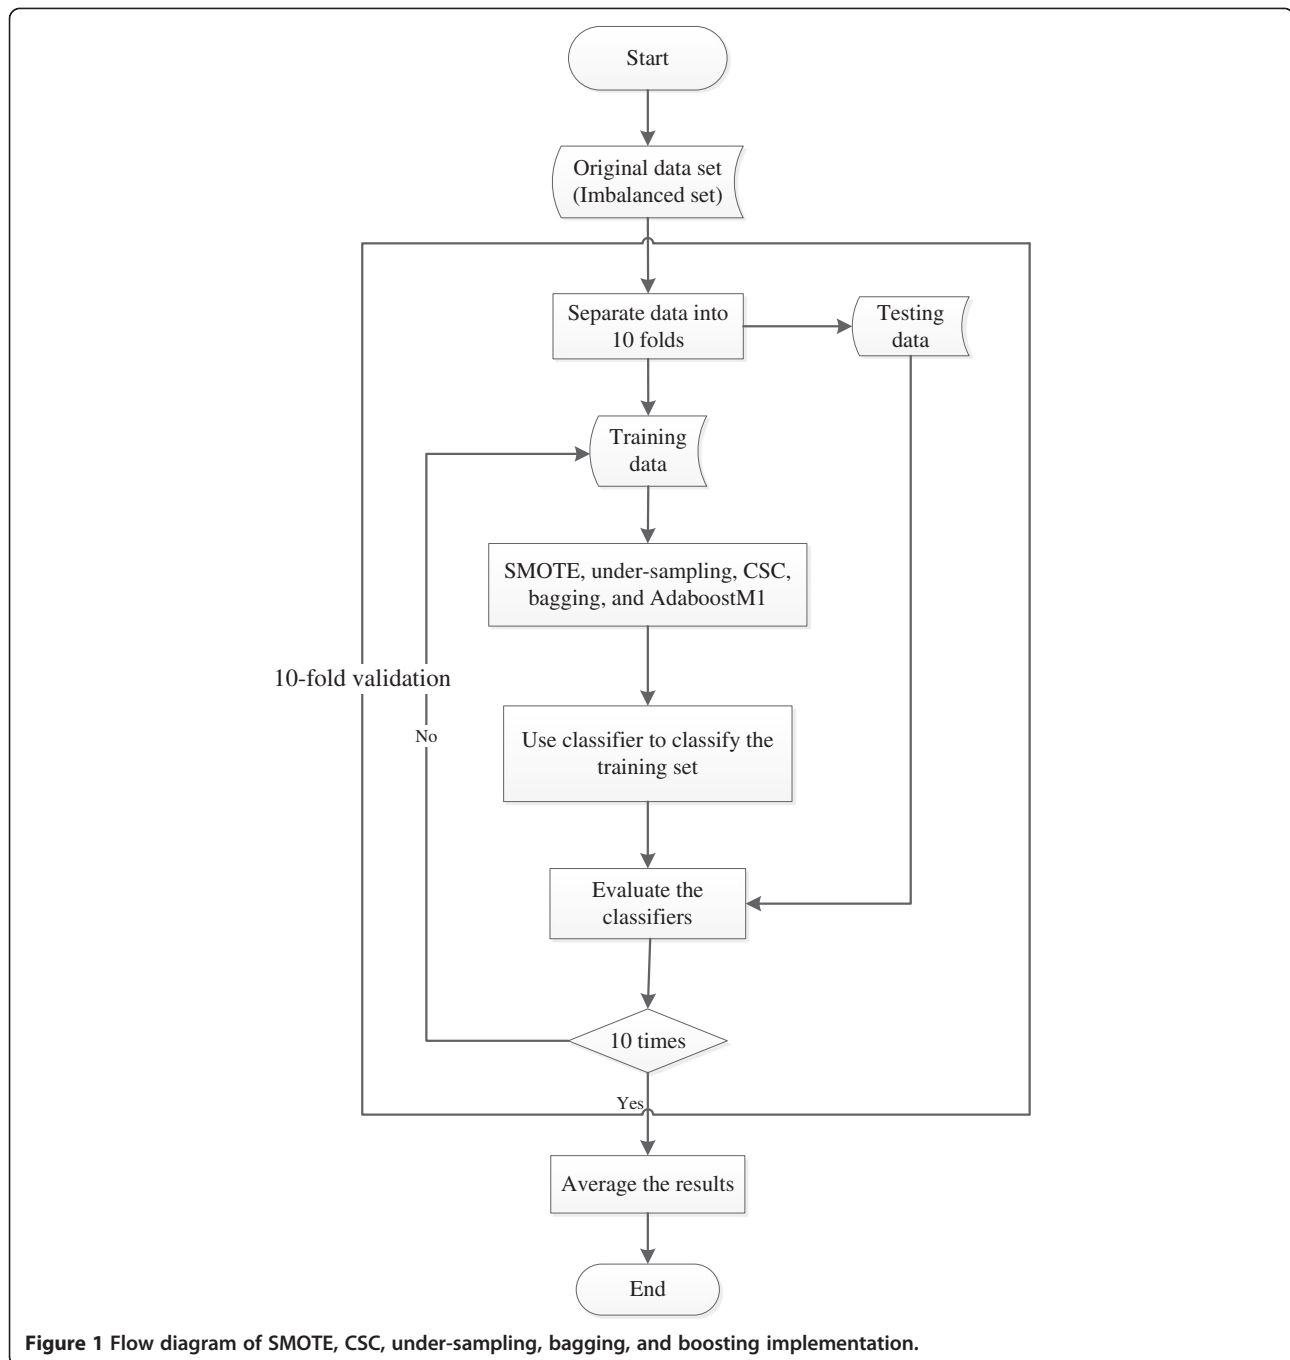 Start
Original data set
(Imbalanced set)
Separate data into
10 folds
Testing
data
Training
data
SMOTE, under-sampling, CSC,
bagging, and AdaboostM1
10-fold validation
No
Use classifier to classify the
training set
Evaluate the
classifiers
10 times
Yes
Average the results
End
Figure 1 Flow diagram of SMOTE, CSC, under-sampling, bagging, and boosting implementation.